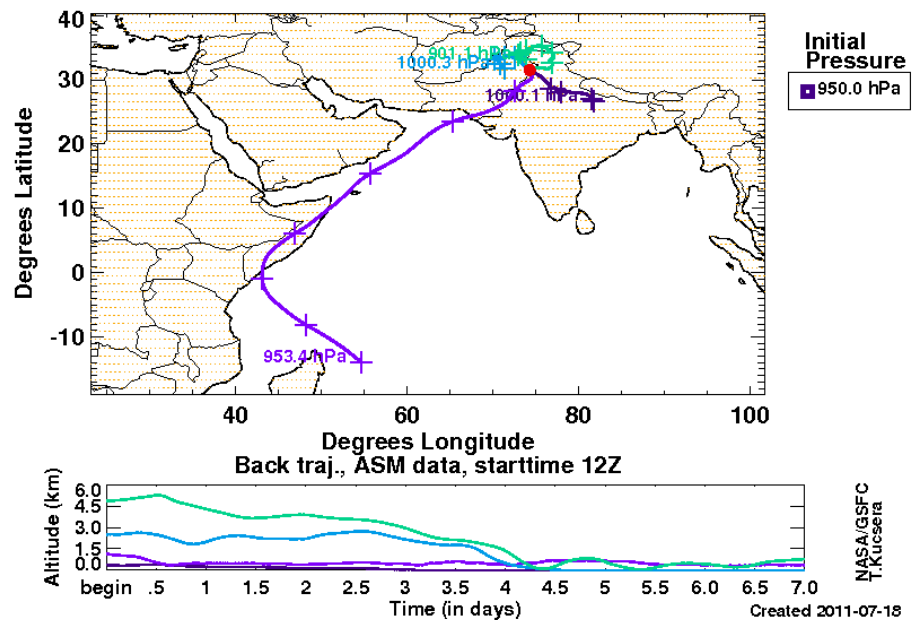 40
30
20
10
0
-10
Degrees Latitude
901.1 hPa
1000.3 hPa
1000.1 hPa
953.4 hPa
40 60 80 100
Degrees Longitude
Initial
Pressure
950.0 hPa
Back traj., ASM data, starttime 12Z
Altitude (km)
6.0
4.5
3.0
1.5
0.0
begin .5 1 1.5 2 2.5 3 3.5 4 4.5 5 5.5 6.0 6.5 7.0
Time (in days)
NASA/GSFC
T.Kucsera
Created 2011-07-18